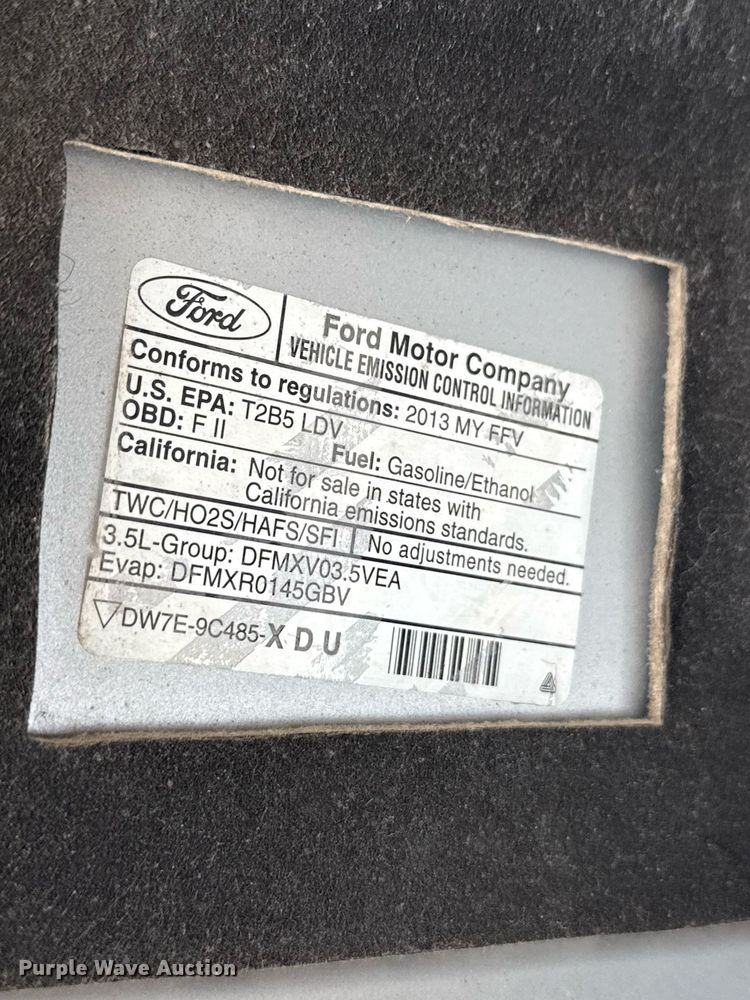 Ford
Ford Motor Company
VEHICLE EMISSION CONTROL INFORMATION
Conforms to regulations: 2013 MY FFV
U.S. EPA: T2B5 LDV
OBD: F II
Fuel: Gasoline/Ethanol
California: Not for sale in states with
California emissions standards.
TWC/HO2S/HAFS/SFI
No adjustments needed.
3.5L-Group: DFMXV03.5VEA
Evap: DFMXR0145GBV
DW7E-9C485-XDU
Purple Wave Auction